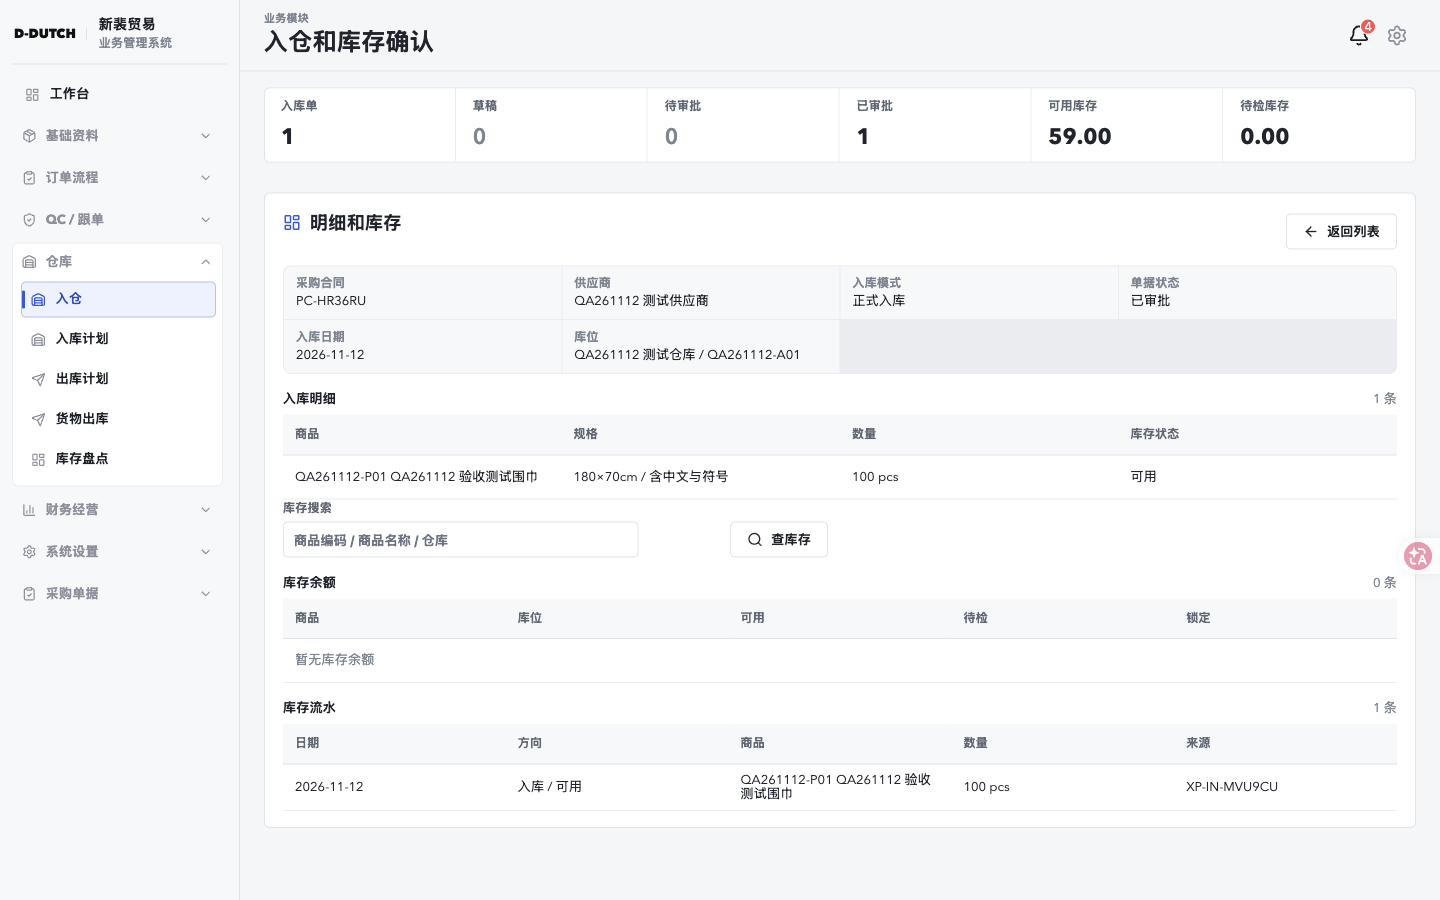 D-DUTCH
新裴贸易
业务管理系统
工作台
基础资料
订单流程
QC / 跟单
仓库
入仓
入库计划
出库计划
货物出库
库存盘点
财务经营
系统设置
采购单据
业务模块
入仓和库存确认
4
入库单
1
草稿
0
待审批
0
已审批
1
可用库存
59.00
待检库存
0.00
明细和库存
返回列表
采购合同
PC-HR36RU
供应商
QA261112 测试供应商
入库模式
正式入库
单据状态
已审批
入库日期
2026-11-12
库位
QA261112 测试仓库 / QA261112-A01
入库明细
1 条
商品 规格 数量 库存状态
QA261112-P01 QA261112 验收测试围巾 180×70cm / 含中文与符号 100 pcs 可用
库存搜索
商品编码 / 商品名称 / 仓库
查库存
库存余额
0 条
商品 库位 可用 待检 锁定
暂无库存余额
库存流水
1 条
日期 方向 商品 数量 来源
2026-11-12 入库 / 可用 QA261112-P01 QA261112 验收
测试围巾 100 pcs XP-IN-MVU9CU